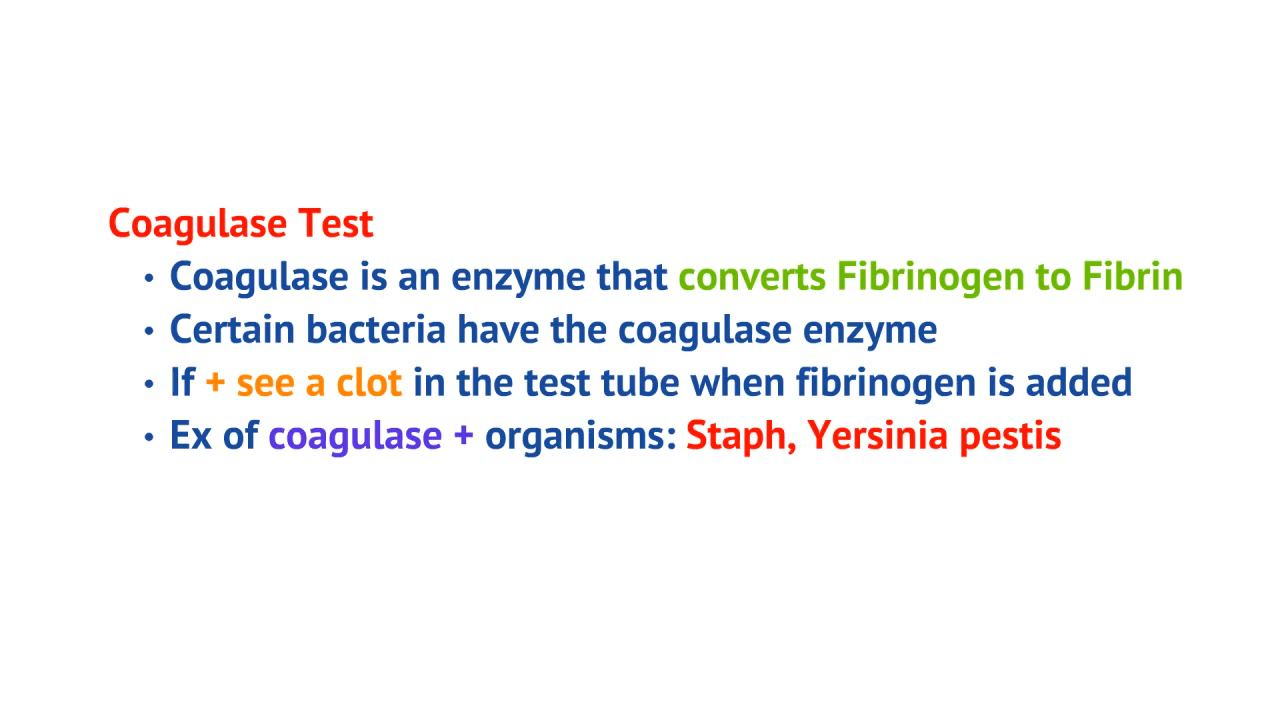 Coagulase Test
• Coagulase is an enzyme that converts Fibrinogen to Fibrin
• Certain bacteria have the coagulase enzyme
• If + see a clot in the test tube when fibrinogen is added
• Ex of coagulase + organisms: Staph, Yersinia pestis